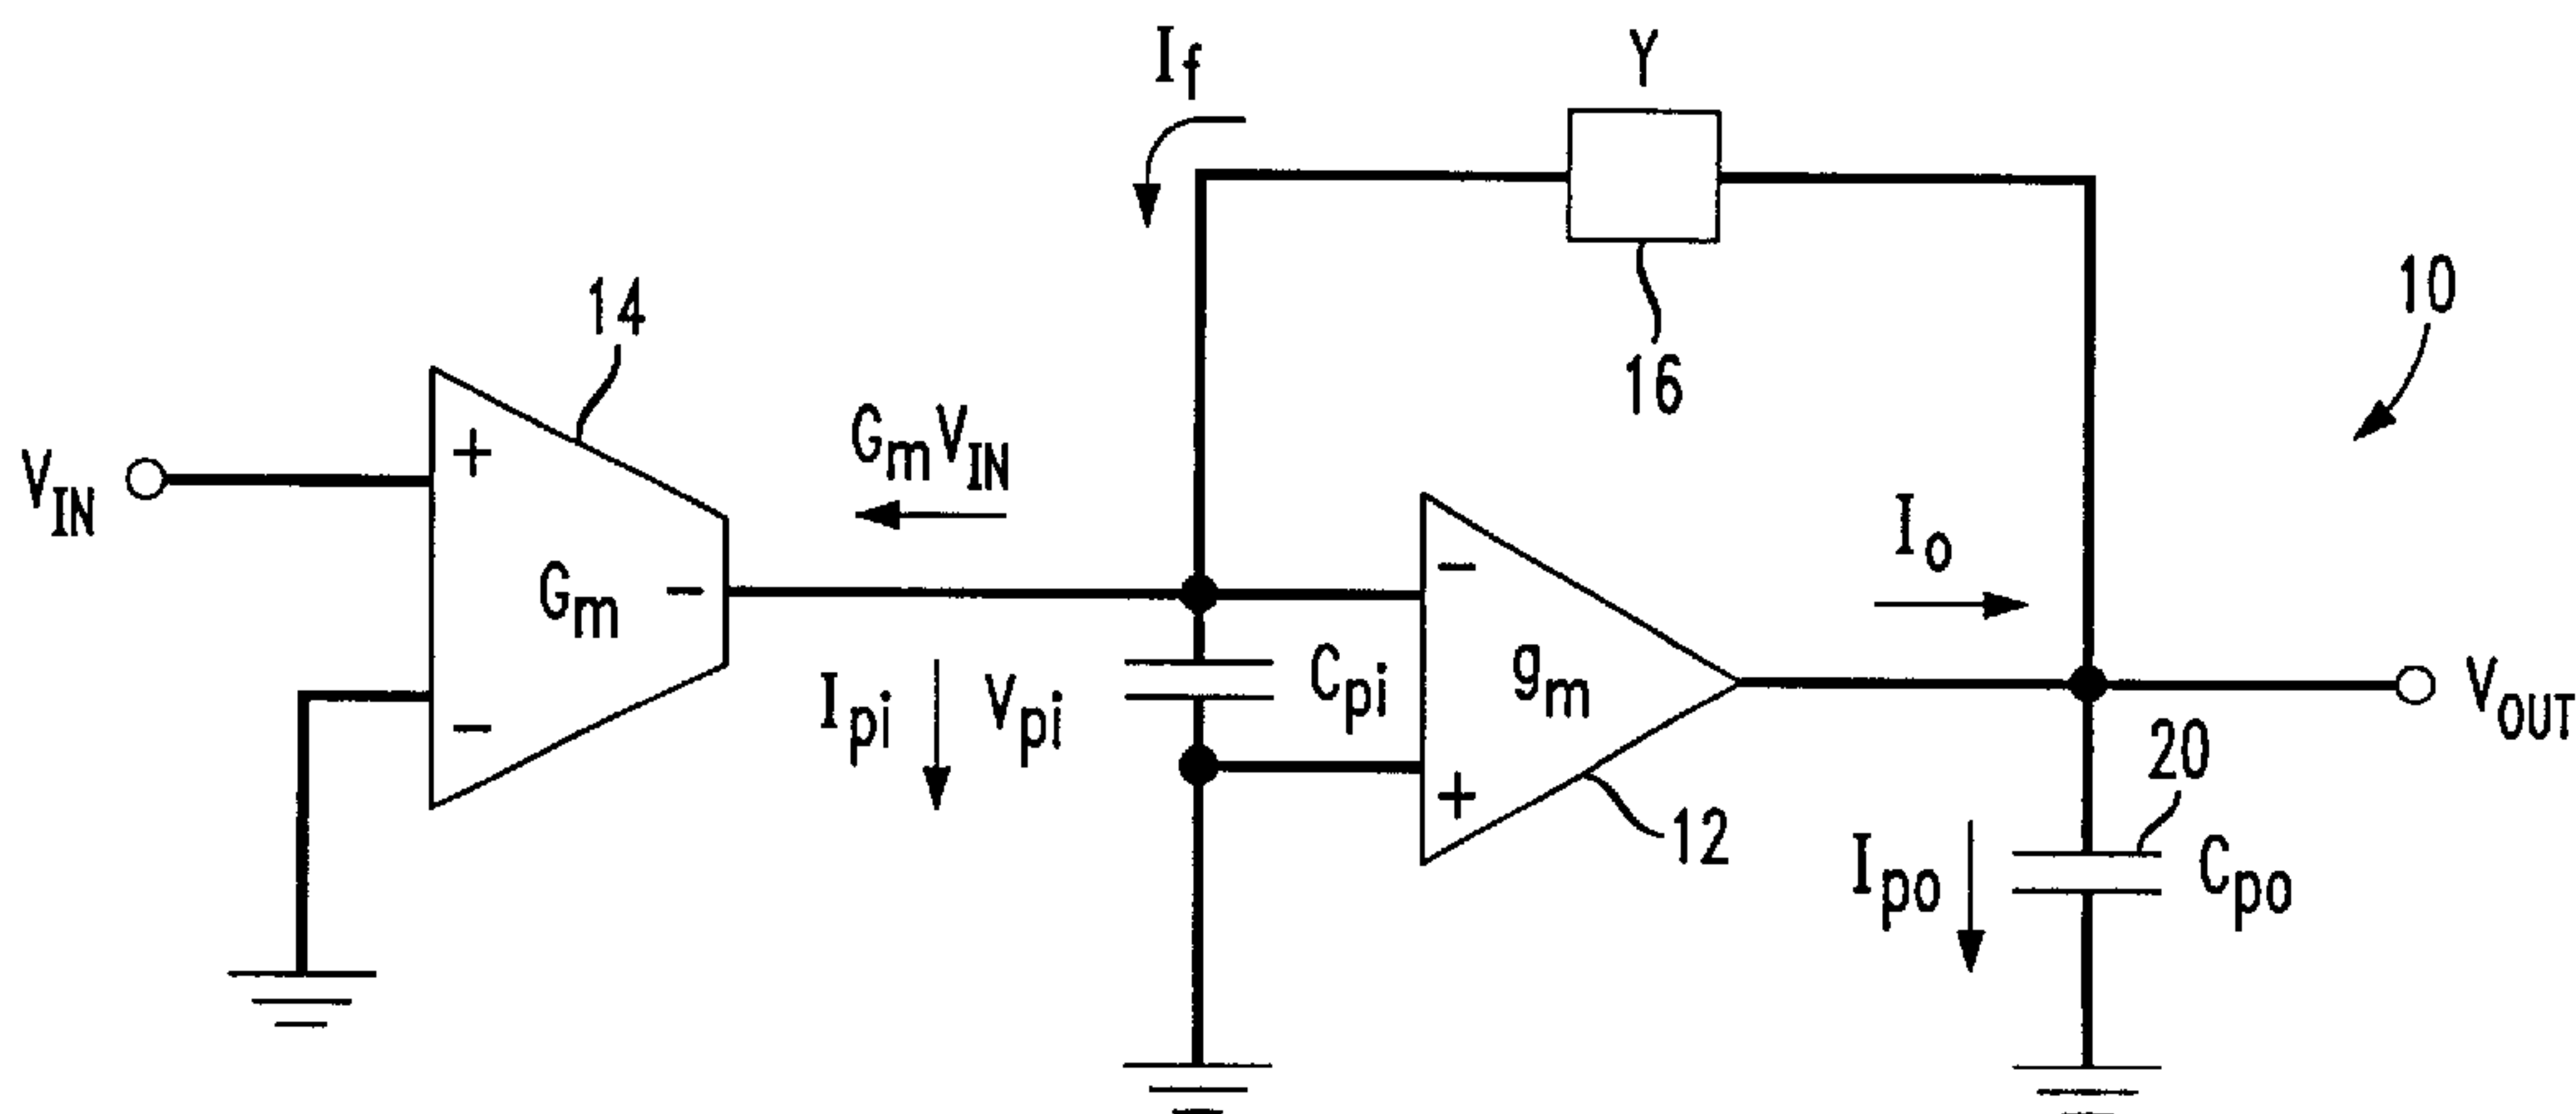 I_f
Y
14
10
16
G_mV_IN
V_IN
+
G_m
-
-
-
g_m
+
I_o
I_pi
V_pi
C_pi
12
V_OUT
20
I_po
C_po